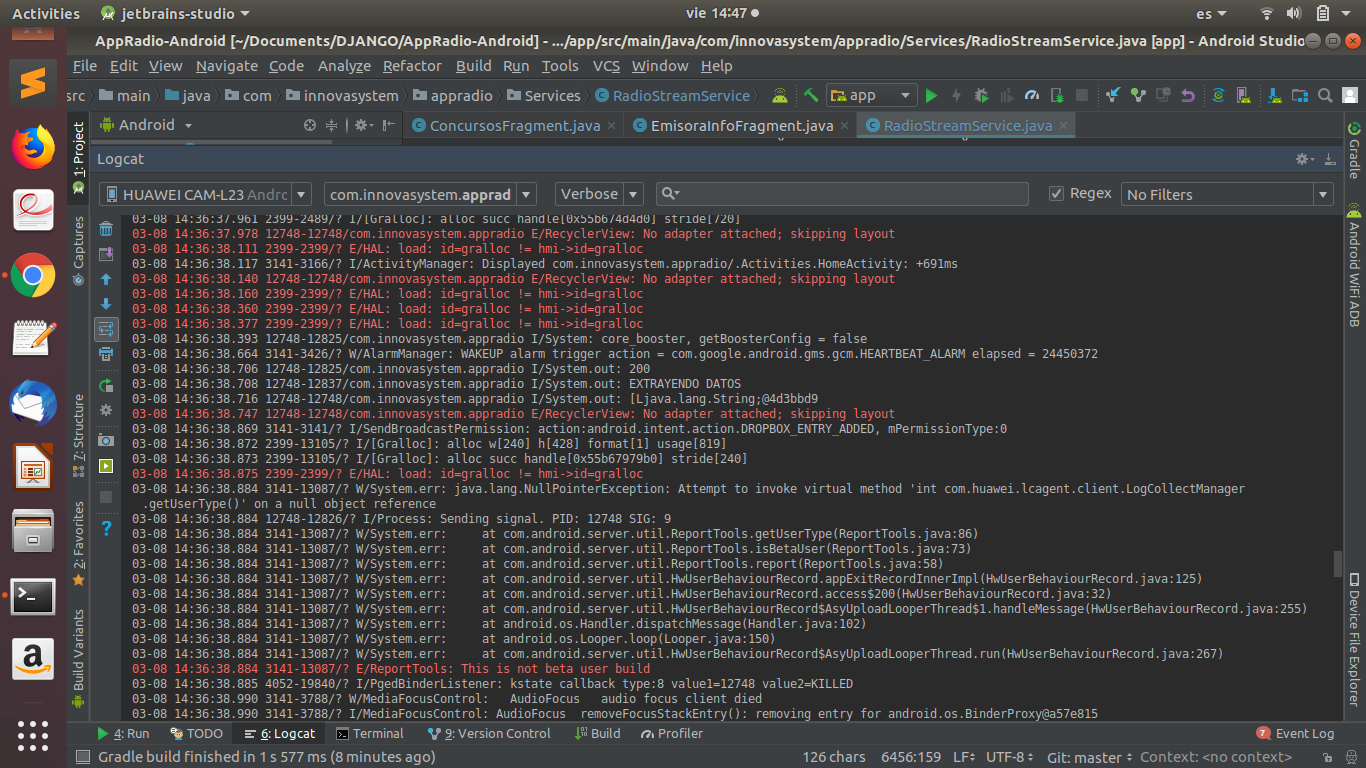 Activities jetbrains-studio vie 14:47 es
AppRadio-Android [~/Documents/DJANGO/AppRadio-Android] - .../app/src/main/java/com/innovasystem/appradio/Services/RadioStreamService.java [app] - Android Studio
File Edit View Navigate Code Analyze Refactor Build Run Tools VCS Window Help
src main java com innovasystem appradio Services RadioStreamService app
Android ConcursosFragment.java EmisoraInfoFragment.java RadioStreamService.java
Logcat
HUAWEI CAM-L23 Andrc com.innovasystem.apprad Verbose Regex No Filters
03-08 14:36:37.961 2399-2489/? I/[Gralloc]: alloc succ handle[0x55b674d4d0] stride[720]
03-08 14:36:37.978 12748-12748/com.innovasystem.appradio E/RecyclerView: No adapter attached; skipping layout
03-08 14:36:38.111 2399-2399/? E/HAL: load: id=gralloc != hmi->id=gralloc
03-08 14:36:38.117 3141-3166/? I/ActivityManager: Displayed com.innovasystem.appradio/.Activities.HomeActivity: +691ms
03-08 14:36:38.140 12748-12748/com.innovasystem.appradio E/RecyclerView: No adapter attached; skipping layout
03-08 14:36:38.160 2399-2399/? E/HAL: load: id=gralloc != hmi->id=gralloc
03-08 14:36:38.360 2399-2399/? E/HAL: load: id=gralloc != hmi->id=gralloc
03-08 14:36:38.377 2399-2399/? E/HAL: load: id=gralloc != hmi->id=gralloc
03-08 14:36:38.393 12748-12825/com.innovasystem.appradio I/System: core_booster, getBoosterConfig = false
03-08 14:36:38.664 3141-3426/? W/AlarmManager: WAKEUP alarm trigger action = com.google.android.gms.gcm.HEARTBEAT_ALARM elapsed = 24450372
03-08 14:36:38.706 12748-12825/com.innovasystem.appradio I/System.out: 200
03-08 14:36:38.708 12748-12837/com.innovasystem.appradio I/System.out: EXTRAYENDO DATOS
03-08 14:36:38.716 12748-12748/com.innovasystem.appradio I/System.out: [Ljava.lang.String;@4d3bbd9
03-08 14:36:38.747 12748-12748/com.innovasystem.appradio E/RecyclerView: No adapter attached; skipping layout
03-08 14:36:38.869 3141-3141/? I/SendBroadcastPermission: action:android.intent.action.DROPBOX_ENTRY_ADDED, mPermissionType:0
03-08 14:36:38.872 2399-13105/? I/[Gralloc]: alloc w[240] h[428] format[1] usage[819]
03-08 14:36:38.873 2399-13105/? I/[Gralloc]: alloc succ handle[0x55b67979b0] stride[240]
03-08 14:36:38.875 2399-2399/? E/HAL: load: id=gralloc != hmi->id=gralloc
03-08 14:36:38.884 3141-13087/? W/System.err: java.lang.NullPointerException: Attempt to invoke virtual method 'int com.huawei.lcagent.client.LogCollectManager
.getUserType()' on a null object reference
03-08 14:36:38.884 12748-12826/? I/Process: Sending signal. PID: 12748 SIG: 9
03-08 14:36:38.884 3141-13087/? W/System.err:     at com.android.server.util.ReportTools.getUserType(ReportTools.java:86)
03-08 14:36:38.884 3141-13087/? W/System.err:     at com.android.server.util.ReportTools.isBetaUser(ReportTools.java:73)
03-08 14:36:38.884 3141-13087/? W/System.err:     at com.android.server.util.ReportTools.report(ReportTools.java:58)
03-08 14:36:38.884 3141-13087/? W/System.err:     at com.android.server.util.HwUserBehaviourRecord.appExitRecordInnerImpl(HwUserBehaviourRecord.java:125)
03-08 14:36:38.884 3141-13087/? W/System.err:     at com.android.server.util.HwUserBehaviourRecord.access$200(HwUserBehaviourRecord.java:32)
03-08 14:36:38.884 3141-13087/? W/System.err:     at com.android.server.util.HwUserBehaviourRecord$AsyUploadLooperThread$1.handleMessage(HwUserBehaviourRecord.java:255)
03-08 14:36:38.884 3141-13087/? W/System.err:     at android.os.Handler.dispatchMessage(Handler.java:102)
03-08 14:36:38.884 3141-13087/? W/System.err:     at android.os.Looper.loop(Looper.java:150)
03-08 14:36:38.884 3141-13087/? W/System.err:     at com.android.server.util.HwUserBehaviourRecord$AsyUploadLooperThread.run(HwUserBehaviourRecord.java:267)
03-08 14:36:38.884 3141-13087/? E/ReportTools: This is not beta user build
03-08 14:36:38.885 4052-19840/? I/PgedBinderListener: kstate callback type:8 value1=12748 value2=KILLED
03-08 14:36:38.990 3141-3788/? W/MediaFocusControl:   AudioFocus   audio focus client died
03-08 14:36:38.990 3141-3788/? I/MediaFocusControl: AudioFocus  removeFocusStackEntry(): removing entry for android.os.BinderProxy@a57e815
1: Project
Captures
7: Structure
2: Favorites
Build Variants
Gradle
Android WiFi ADB
Device File Explorer
4: Run TODO 6: Logcat Terminal 9: Version Control Build Profiler 7 Event Log
Gradle build finished in 1 s 577 ms (8 minutes ago) 126 chars 6456:159 LF UTF-8 Git: master Context: <no context>